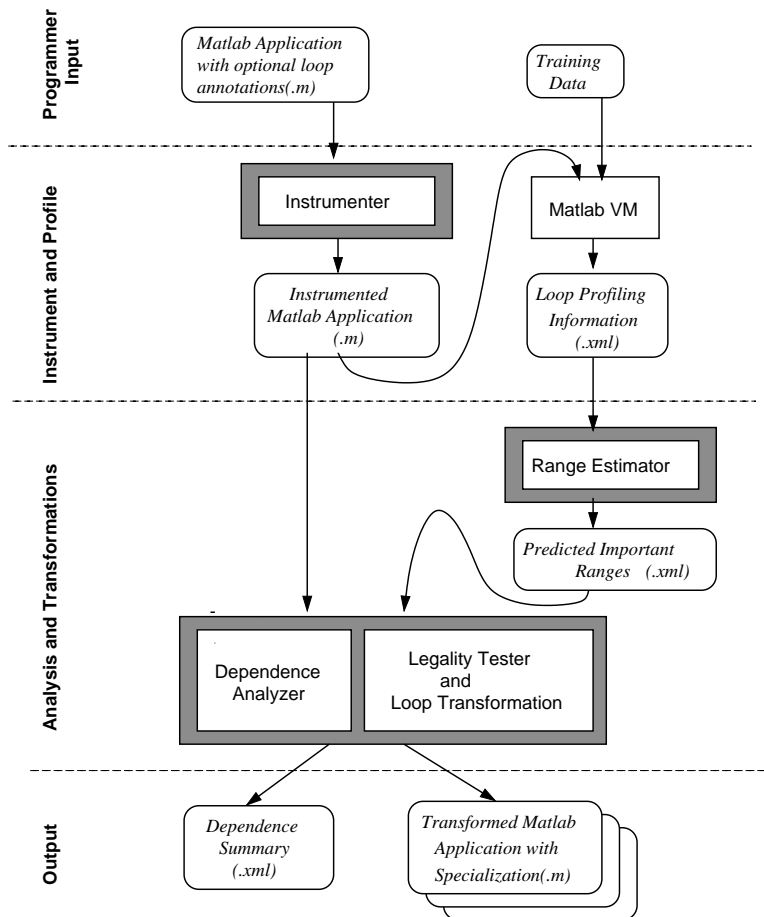 Programmer
Input
Matlab Application
with optional loop
annotations(.m)
Training
Data
Instrument and Profile
Instrumenter
Matlab VM
Instrumented
Matlab Application
(.m)
Loop Profiling
Information
(.xml)
Analysis and Transformations
Range Estimator
Predicted Important
Ranges (.xml)
Dependence
Analyzer
Legality Tester
and
Loop Transformation
Output
Dependence
Summary
(.xml)
Transformed Matlab
Application with
Specialization(.m)